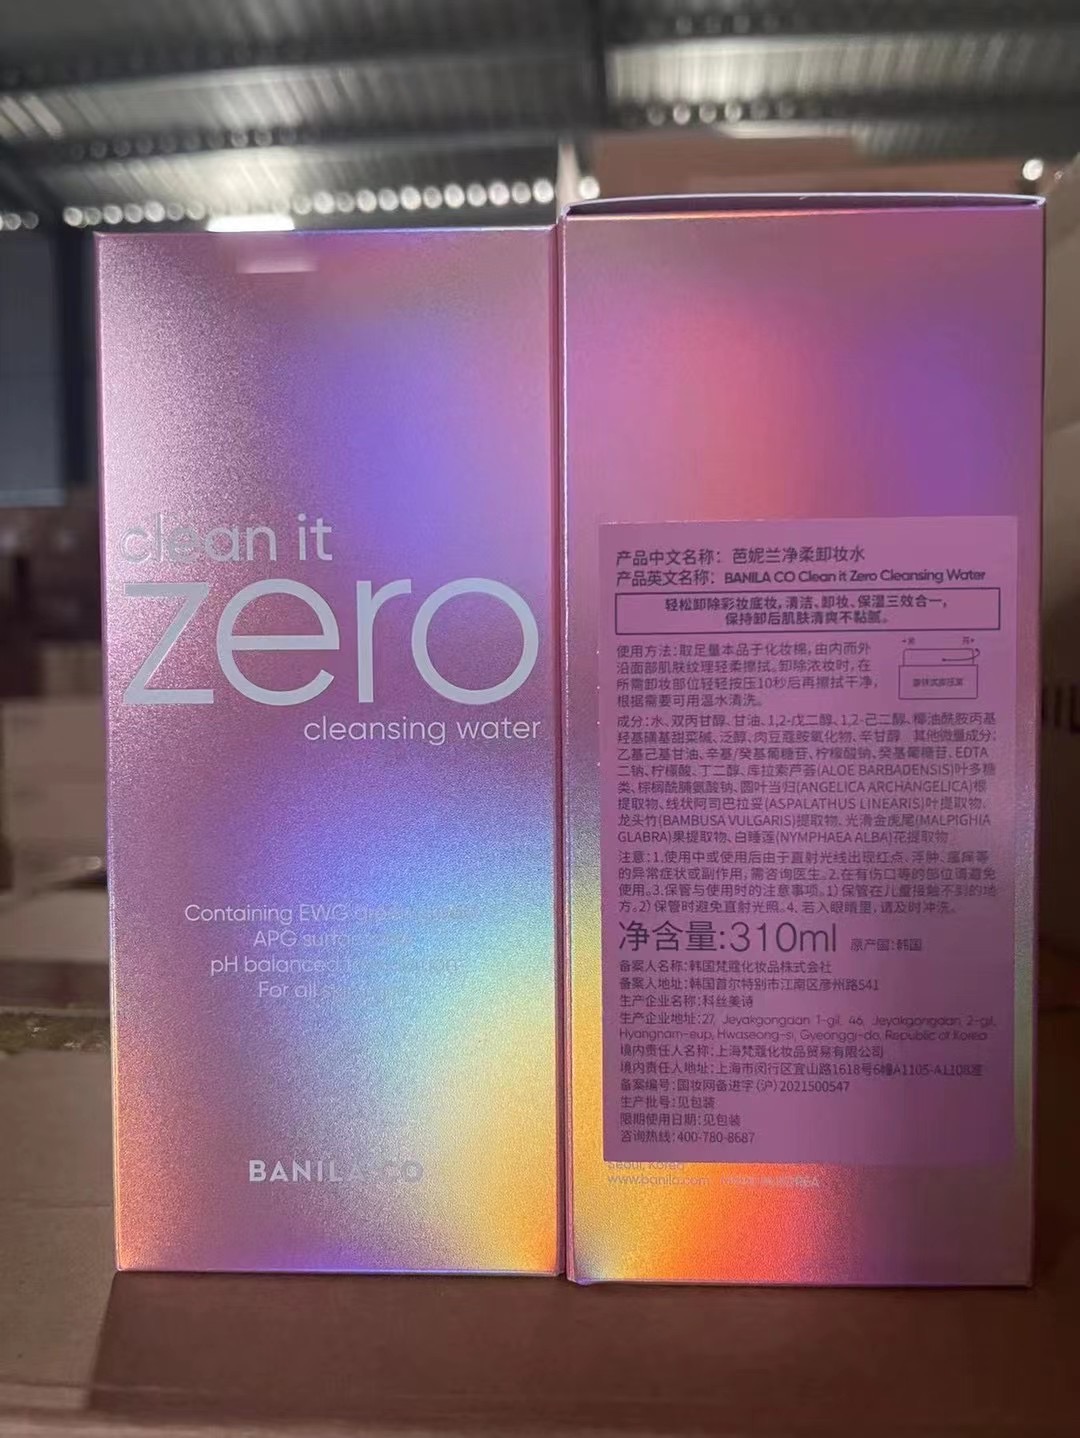 clean it
zero
cleansing water
Containing EWG
APG
pH balanced
For all
BANILA CO
产品中文名称：芭妮兰净柔卸妆水
产品英文名称：BANILA CO Clean it Zero Cleansing Water
轻松卸除彩妆底妆，清洁、卸妆、保湿三效合一，
保持卸后肌肤清爽不黏腻。
使用方法：取足量本品于化妆棉，由内而外
沿面部肌肤纹理轻柔擦拭。卸除浓妆时，在
所需卸妆部位轻轻按压10秒后再擦拭干净，
根据需要可用温水清洗。
成分：水、双丙甘醇、甘油、1,2-戊二醇、1,2-己二醇、椰油酰胺丙基
羟基磺基甜菜碱、泛醇、肉豆蔻胺氧化物、辛甘醇 其他微量成分：
乙基己基甘油、辛基/癸基葡糖苷、柠檬酸钠、癸基葡糖苷、EDTA
二钠、柠檬酸、丁二醇、库拉索芦荟(ALOE BARBADENSIS)叶多糖
类、棕榈酰脯氨酸钠、圆叶当归(ANGELICA ARCHANGELICA)根
提取物、线状阿司巴拉妥(ASPALATHUS LINEARIS)叶提取物、
龙头竹(BAMBUSA VULGARIS)提取物、光滑金虎尾(MALPIGHIA
GLABRA)果提取物、白睡莲(NYMPHAEA ALBA)花提取物
注意：1.使用中或使用后由于直射光线出现红点、浮肿、瘙痒等
的异常症状或副作用，需咨询医生。2.在有伤口等的部位请避免
使用。3.保管与使用时的注意事项。1)保管在儿童接触不到的地
方。2)保管时避免直射光照。4、若入眼睛里，请及时冲洗。
净含量:310ml 原产国:韩国
备案人名称：韩国梵蔻化妆品株式会社
备案人地址：韩国首尔特别市江南区彦州路541
生产企业名称：科丝美诗
生产企业地址：27, Jeyakgongdan 1-gil, 46, Jeyakgongdan 2-gil,
Hyangnam-eup, Hwaseong-si, Gyeonggi-do, Republic of Korea
境内责任人名称：上海梵蔻化妆品贸易有限公司
境内责任人地址：上海市闵行区宜山路1618号6幢A1105-A1108室
备案编号：国妆网备进字（沪）2021500547
生产批号：见包装
限期使用日期：见包装
咨询热线：400-780-8687
Seoul, Korea
www.banila.com